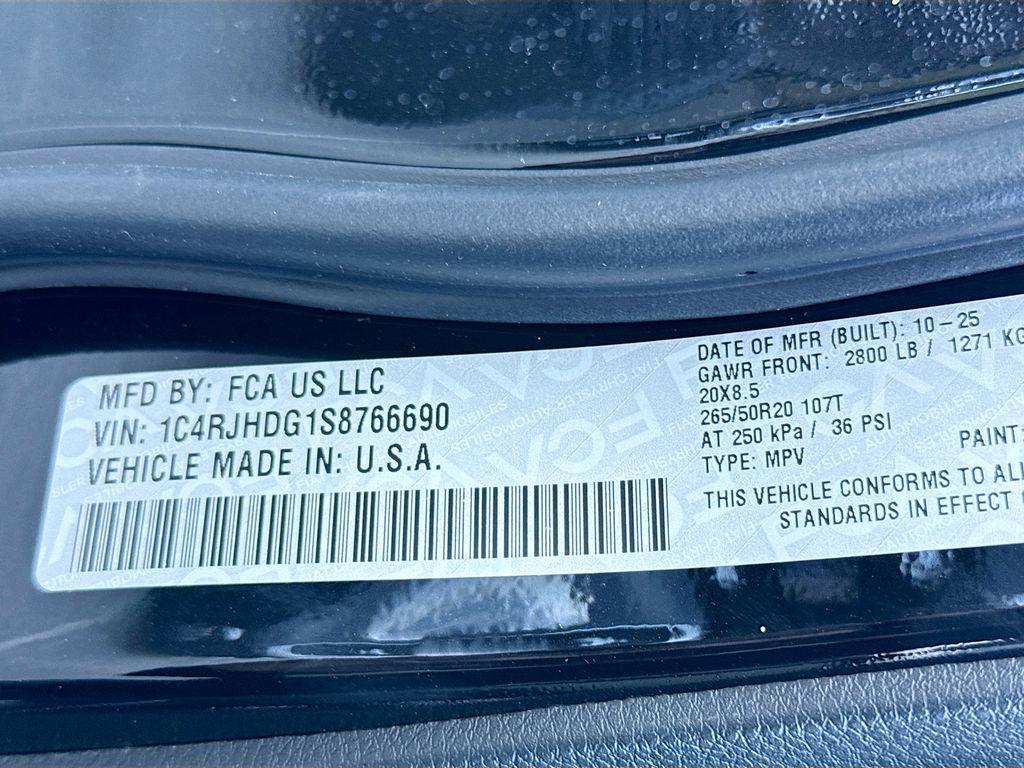 MFD BY: FCA US LLC
VIN: 1C4RJHDG1S8766690
VEHICLE MADE IN: U.S.A.
DATE OF MFR (BUILT): 10-25
GAWR FRONT: 2800 LB / 1271 KG
20X8.5
265/50R20 107T
AT 250 kPa / 36 PSI
TYPE: MPV
PAINT:
THIS VEHICLE CONFORMS TO ALL
STANDARDS IN EFFECT